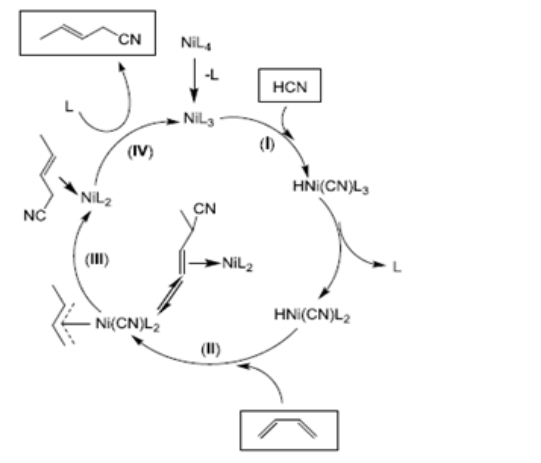 CN
NiL₄
-L
HCN
L
NiL₃
(I)
(IV)
HNi(CN)L₃
NiL₂
NC
CN
(III)
NiL₂
L
Ni(CN)L₂
HNi(CN)L₂
(II)